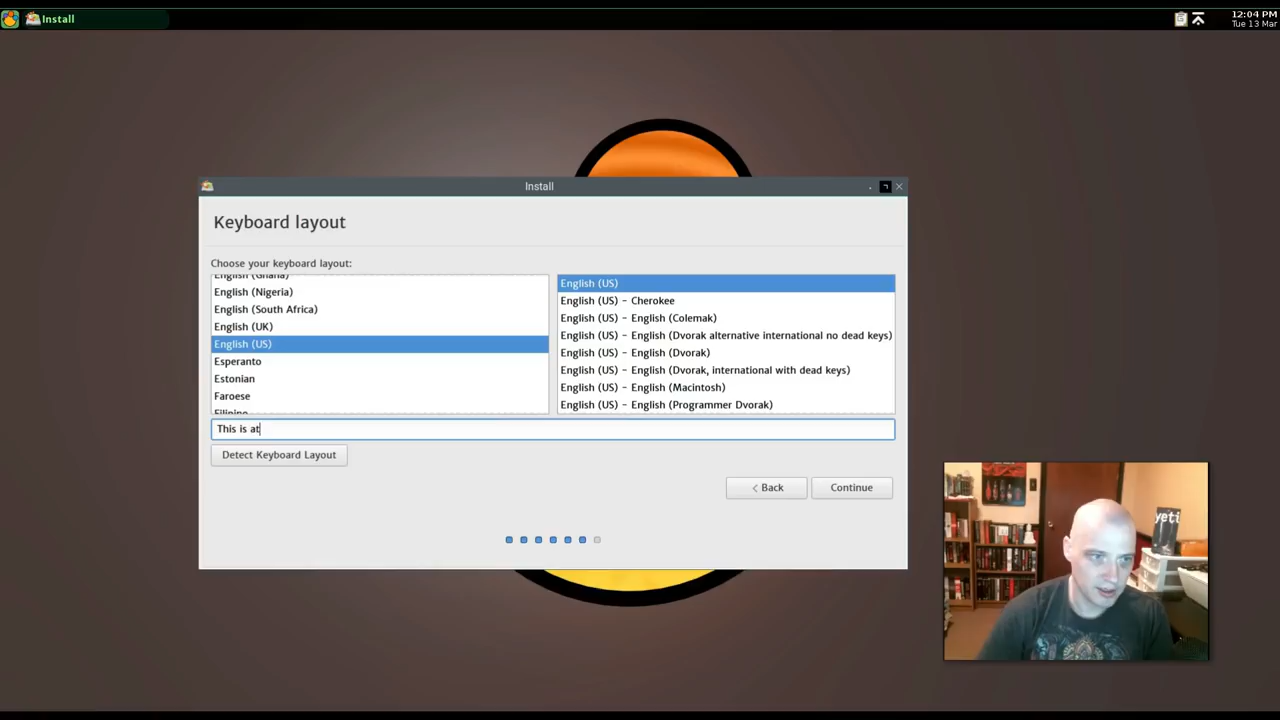 Install
12:04 PM
Tue 13 Mar
Install
Keyboard layout
Choose your keyboard layout:
English (Ghana)
English (Nigeria)
English (South Africa)
English (UK)
English (US)
Esperanto
Estonian
Faroese
Filipino
English (US)
English (US) - Cherokee
English (US) - English (Colemak)
English (US) - English (Dvorak alternative international no dead keys)
English (US) - English (Dvorak)
English (US) - English (Dvorak, international with dead keys)
English (US) - English (Macintosh)
English (US) - English (Programmer Dvorak)
This is at
Detect Keyboard Layout
< Back
Continue
yeti